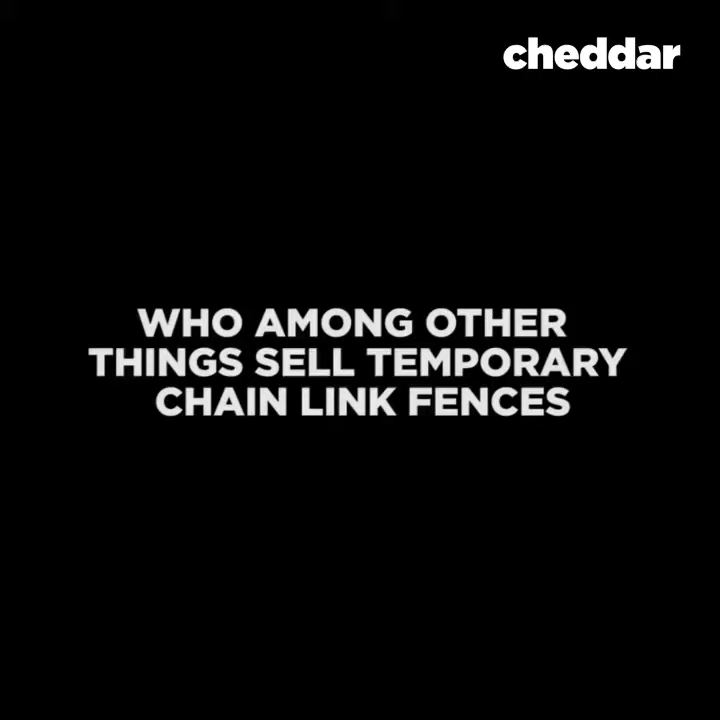 cheddar
WHO AMONG OTHER
THINGS SELL TEMPORARY
CHAIN LINK FENCES